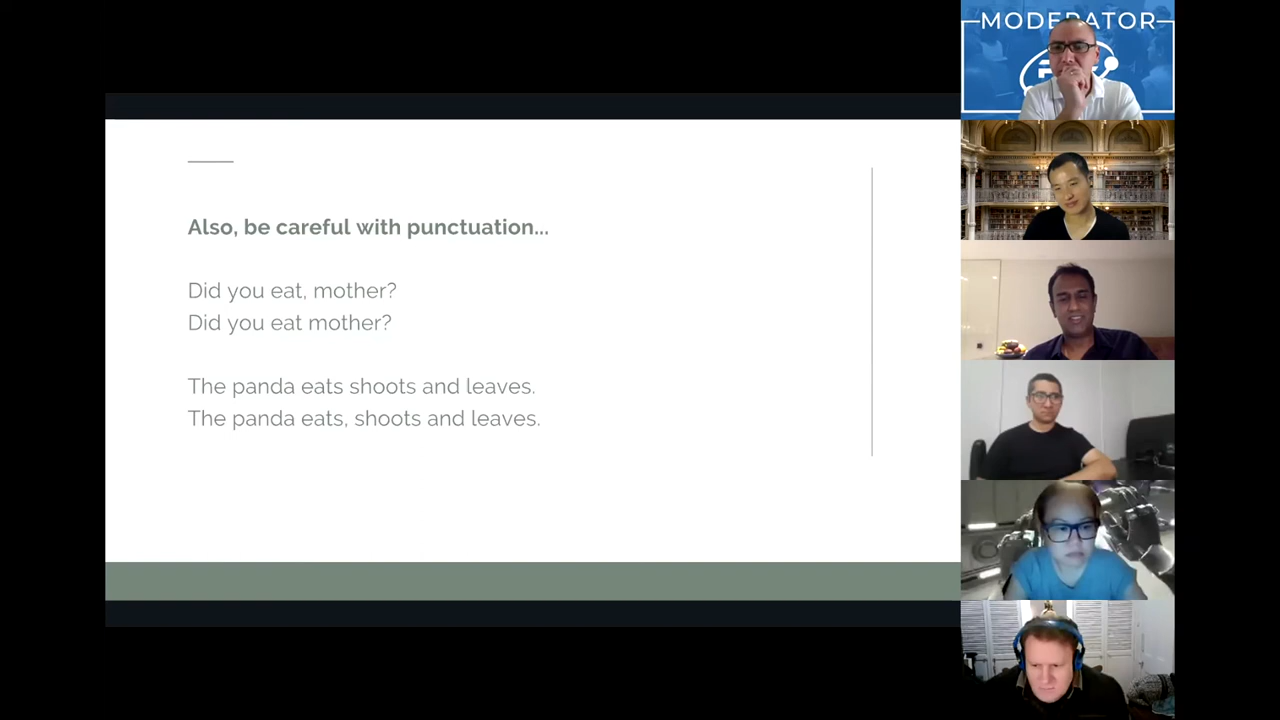 MODERATOR
Also, be careful with punctuation...
Did you eat, mother?
Did you eat mother?
The panda eats shoots and leaves.
The panda eats, shoots and leaves.